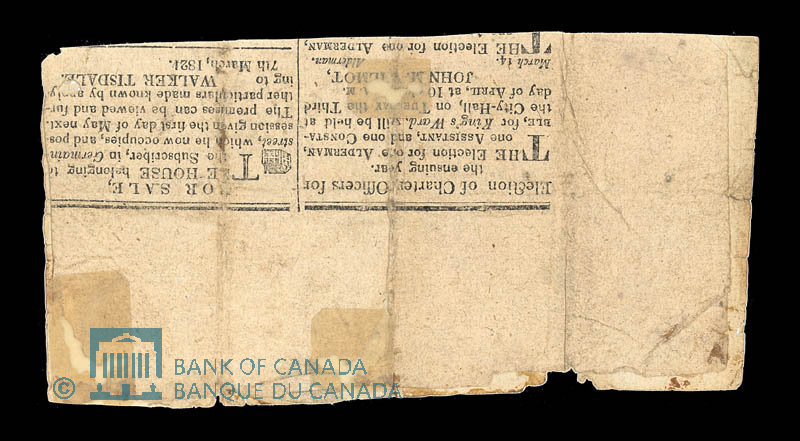 Election of Charter Officers for
the ensuing year.
THE Election for one ALDERMAN,
one ASSISTANT, and one CONSTA-
BLE, for King's Ward, will be held at
the City-Hall, on TUESDAY the Third
day of APRIL, at 10
JOHN M. WILMOT,
March 14. Alderman.
THE Election for one ALDERMAN,
FOR SALE,
THE HOUSE belonging to
the Subscriber, in Germain
street, which he now occupies, and pos
session given the first day of May next.
The premises can be viewed and fur-
ther particulars made known by apply
ing to
WALKER TISDALE.
7th March, 1821.
© BANK OF CANADA
BANQUE DU CANADA